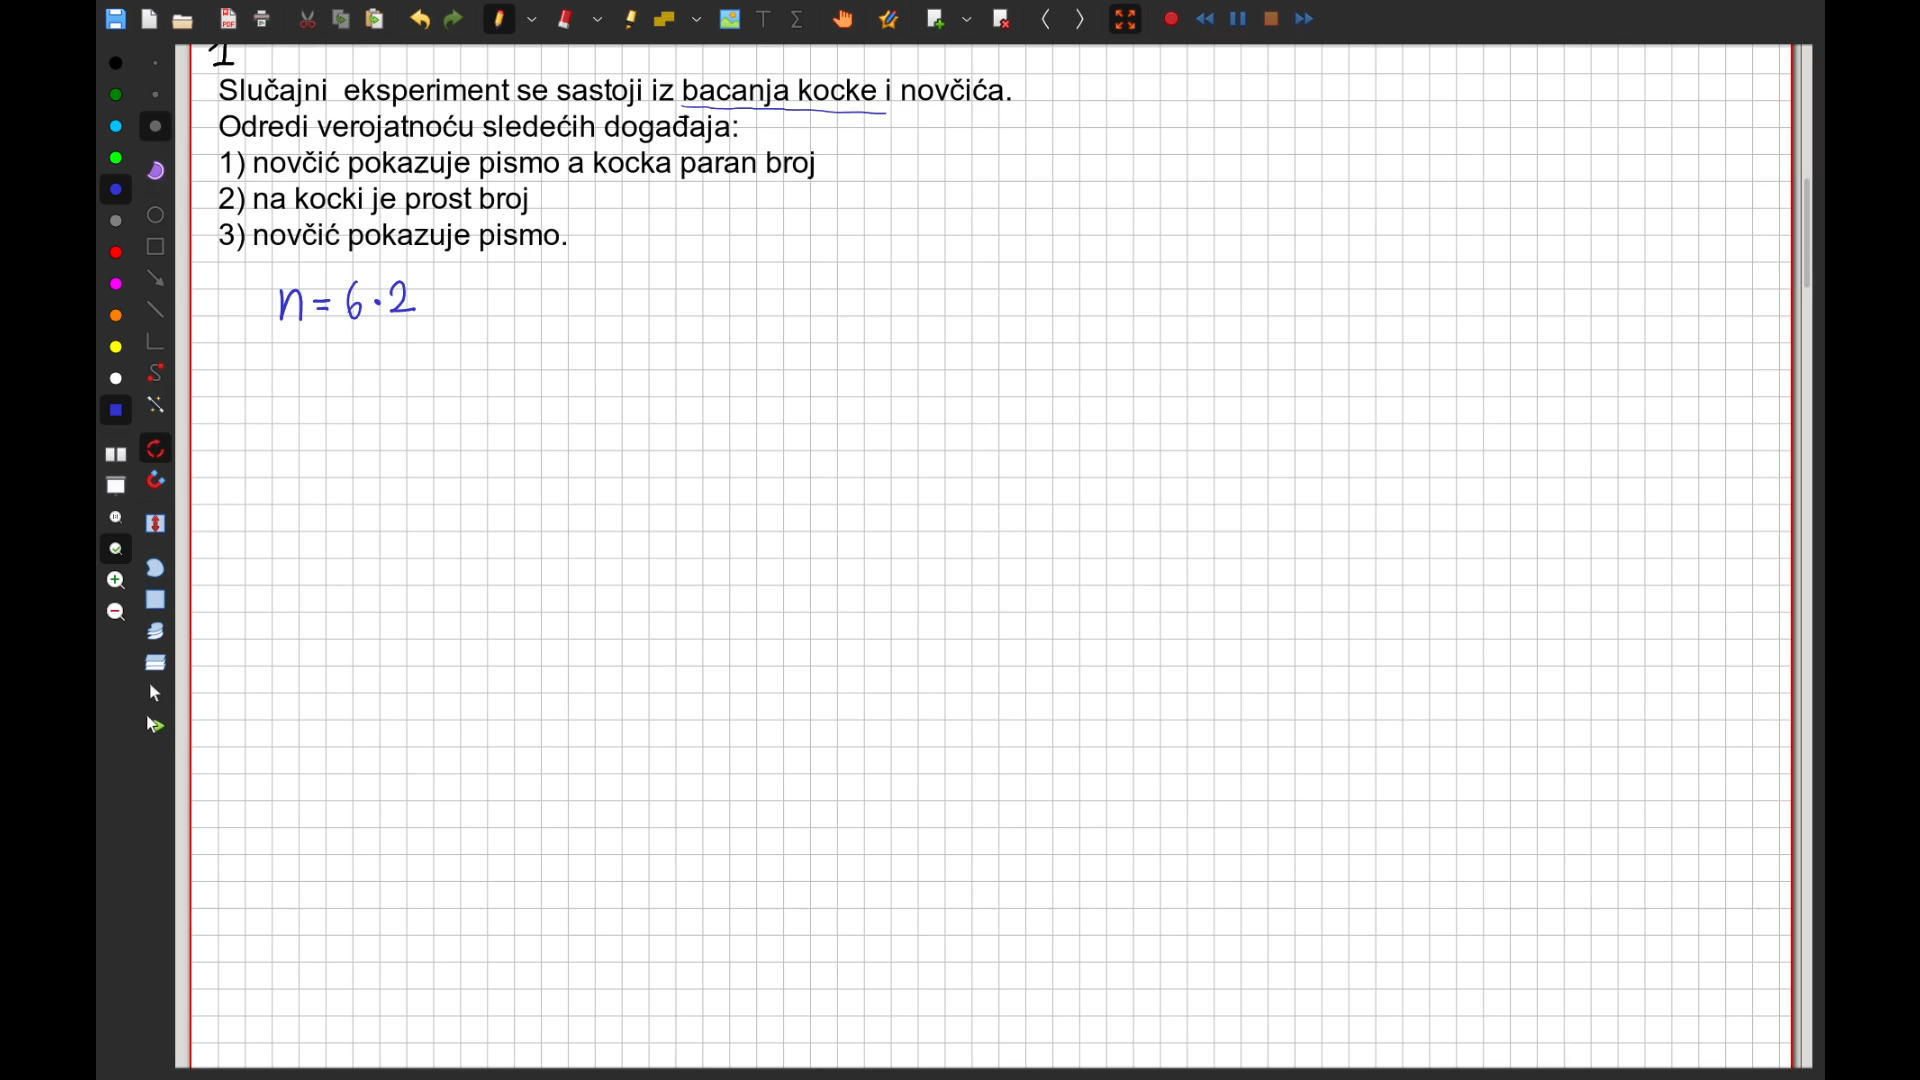 1
Slučajni eksperiment se sastoji iz bacanja kocke i novčića.
Odredi verojatnoću sledećih događaja:
1) novčić pokazuje pismo a kocka paran broj
2) na kocki je prost broj
3) novčić pokazuje pismo.
n = 6 · 2